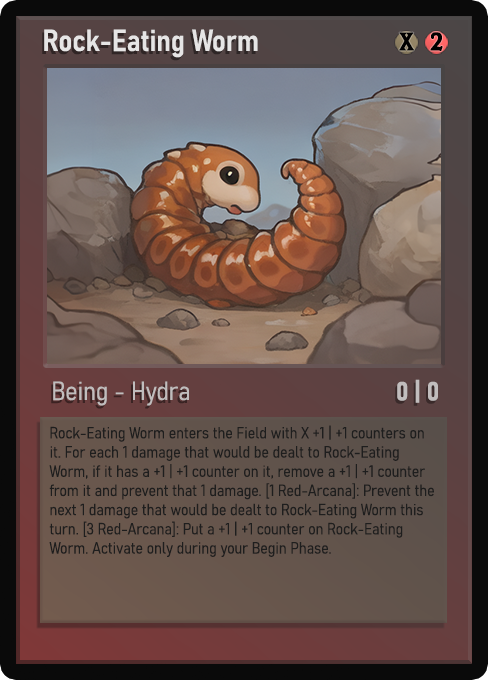 Rock-Eating Worm X 2
Being - Hydra 0 | 0
Rock-Eating Worm enters the Field with X +1 | +1 counters on
it. For each 1 damage that would be dealt to Rock-Eating
Worm, if it has a +1 | +1 counter on it, remove a +1 | +1 counter
from it and prevent that 1 damage. [1 Red-Arcana]: Prevent the
next 1 damage that would be dealt to Rock-Eating Worm this
turn. [3 Red-Arcana]: Put a +1 | +1 counter on Rock-Eating
Worm. Activate only during your Begin Phase.